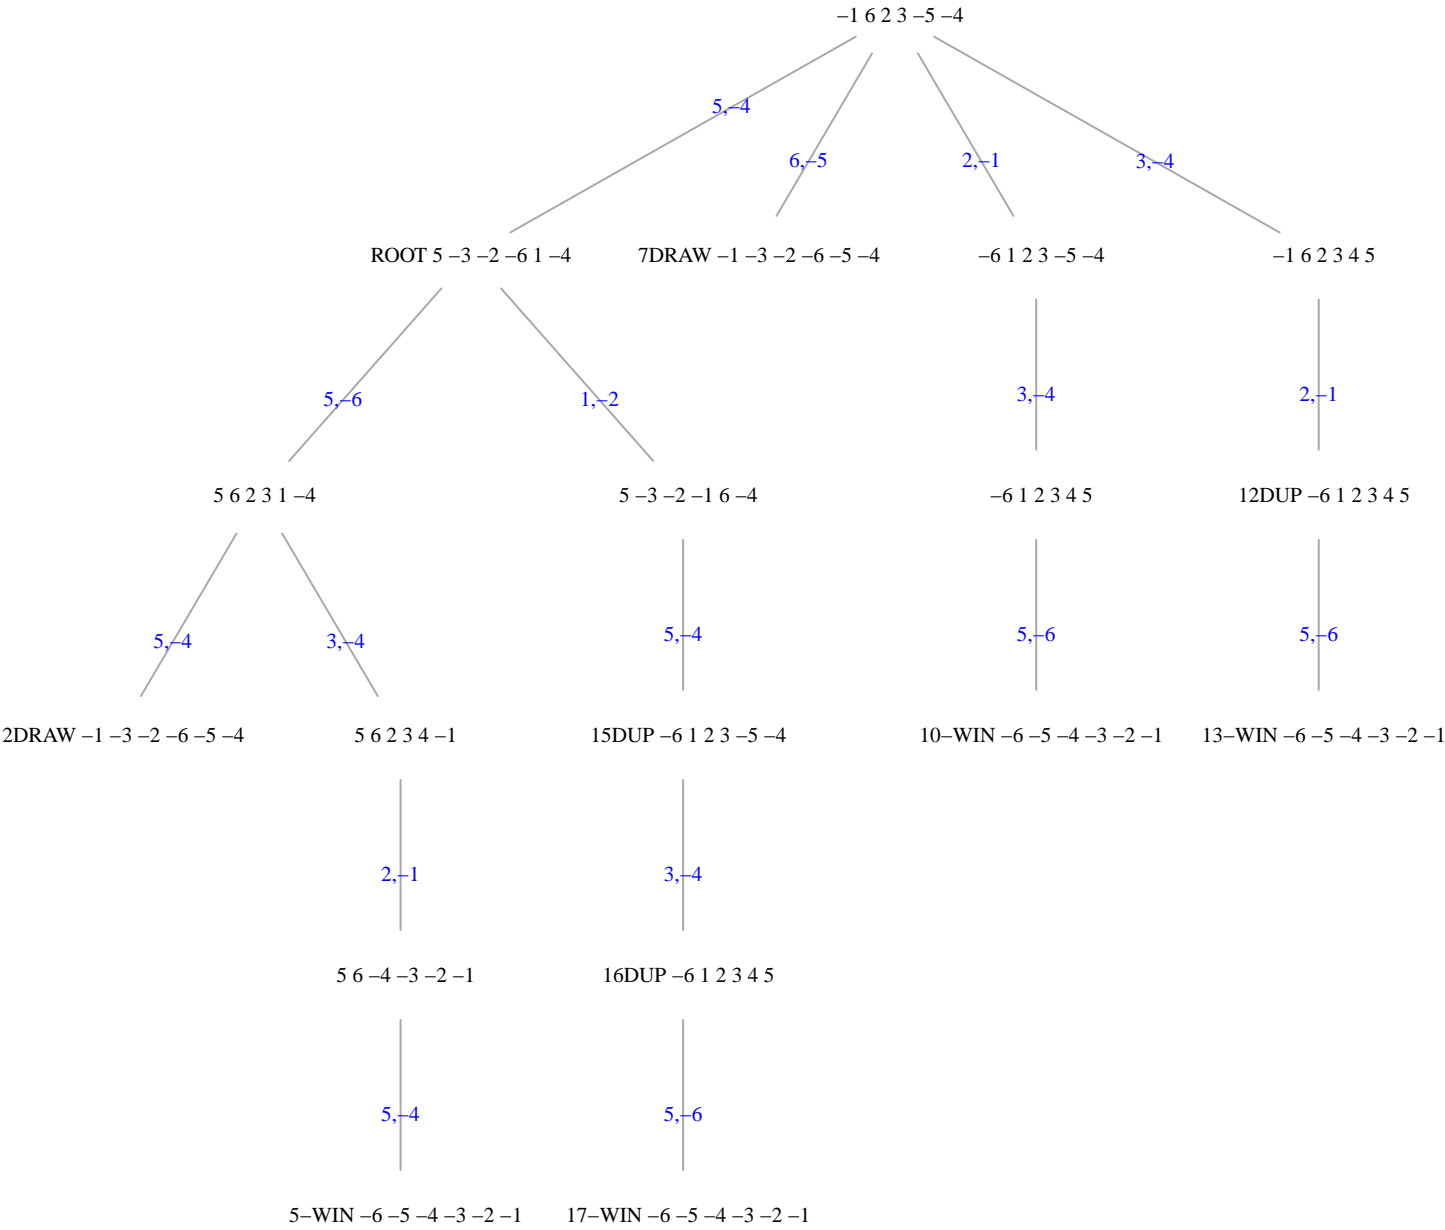 –1 6 2 3 –5 –4
5,–4
6,–5
2,–1
3,–4
ROOT 5 –3 –2 –6 1 –4
7DRAW –1 –3 –2 –6 –5 –4
–6 1 2 3 –5 –4
–1 6 2 3 4 5
5,–6
1,–2
3,–4
2,–1
5 6 2 3 1 –4
5 –3 –2 –1 6 –4
–6 1 2 3 4 5
12DUP –6 1 2 3 4 5
5,–4
3,–4
5,–4
5,–6
5,–6
2DRAW –1 –3 –2 –6 –5 –4
5 6 2 3 4 –1
15DUP –6 1 2 3 –5 –4
10–WIN –6 –5 –4 –3 –2 –1
13–WIN –6 –5 –4 –3 –2 –1
2,–1
3,–4
5 6 –4 –3 –2 –1
16DUP –6 1 2 3 4 5
5,–4
5,–6
5–WIN –6 –5 –4 –3 –2 –1
17–WIN –6 –5 –4 –3 –2 –1